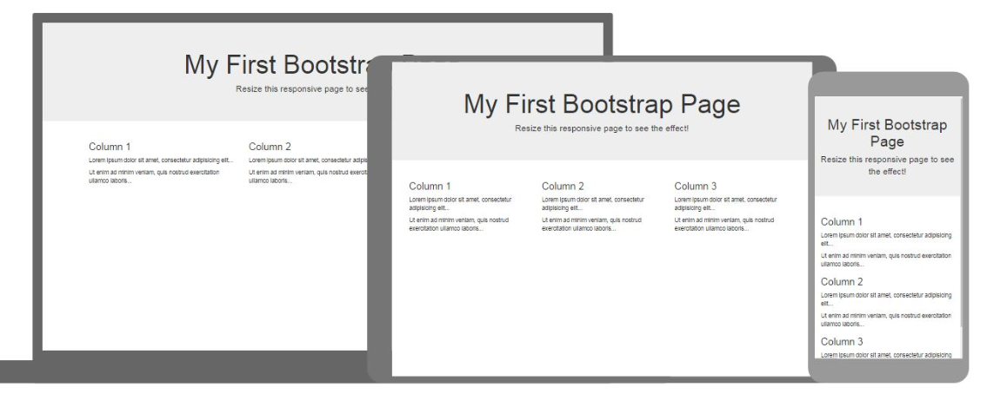 My First Bootstrap Page
Resize this responsive page to see
Column 1
Lorem ipsum dolor sit amet, consectetur adipisicing elit...
Ut enim ad minim veniam, quis nostrud exercitation
ullamco laboris...
Column 2
Lorem ipsum dolor sit amet, consectetur
Ut enim ad minim veniam, quis nostrud
ullamco laboris...
My First Bootstrap Page
Resize this responsive page to see the effect!
Column 1
Lorem ipsum dolor sit amet, consectetur
adipisicing elit...
Ut enim ad minim veniam, quis nostrud
exercitation ullamco laboris...
Column 2
Lorem ipsum dolor sit amet, consectetur
adipisicing elit...
Ut enim ad minim veniam, quis nostrud
exercitation ullamco laboris...
Column 3
Lorem ipsum dolor sit amet, consectetur
adipisicing elit...
Ut enim ad minim veniam, quis nostrud
exercitation ullamco laboris...
My First Bootstrap
Page
Resize this responsive page to see
the effect!
Column 1
Lorem ipsum dolor sit amet, consectetur adipisicing
elit...
Ut enim ad minim veniam, quis nostrud exercitation
ullamco laboris...
Column 2
Lorem ipsum dolor sit amet, consectetur adipisicing
elit...
Ut enim ad minim veniam, quis nostrud exercitation
ullamco laboris...
Column 3
Lorem ipsum dolor sit amet, consectetur adipisicing